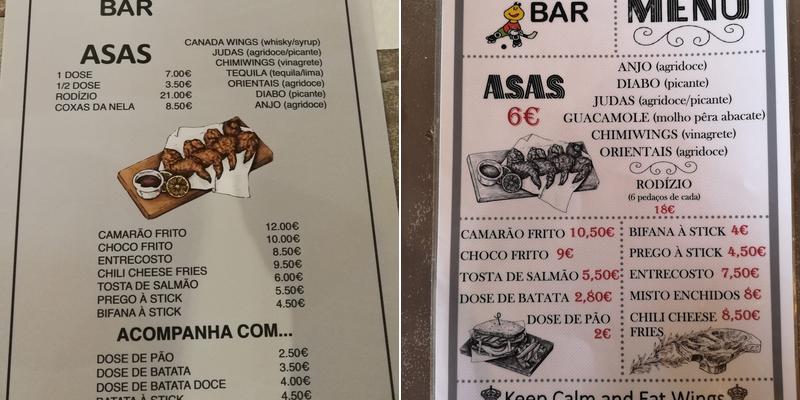 BAR
ASAS
1 DOSE 7.00€
1/2 DOSE 3.50€
RODÍZIO 21.00€
COXAS DA NELA 8.50€
CANADA WINGS (whisky/syrup)
JUDAS (agridoce/picante)
CHIMIWINGS (vinagrete)
TEQUILA (tequila/lima)
ORIENTAIS (agridoce)
DIABO (picante)
ANJO (agridoce)
CAMARÃO FRITO 12.00€
CHOCO FRITO 10.00€
ENTRECOSTO 8.50€
CHILI CHEESE FRIES 9.50€
TOSTA DE SALMÃO 6.00€
PREGO À STICK 5.50€
BIFANA À STICK 4.50€
ACOMPANHA COM...
DOSE DE PÃO 2.50€
DOSE DE BATATA 3.50€
DOSE DE BATATA DOCE 4.00€
BATATA À STICK 4.50€
BAR
MENU
ASAS
6€
ANJO (agridoce)
DIABO (picante)
JUDAS (agridoce/picante)
GUACAMOLE (molho pêra abacate)
CHIMIWINGS (vinagrete)
ORIENTAIS (agridoce)
RODÍZIO
(6 pedaços de cada)
18€
CAMARÃO FRITO 10,50€
CHOCO FRITO 9€
TOSTA DE SALMÃO 5,50€
DOSE DE BATATA 2,80€
DOSE DE PÃO
2€
BIFANA À STICK 4€
PREGO À STICK 4,50€
ENTRECOSTO 7,50€
MISTO ENCHIDOS 8€
CHILI CHEESE 8,50€
FRIES
Keep Calm and Eat Wings